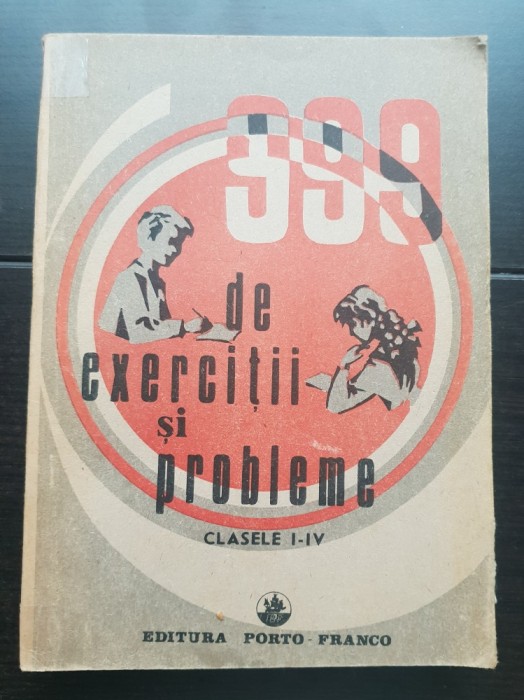 999
de
exerciții
și
probleme
CLASELE I-IV
EDITURA PORTO-FRANCO